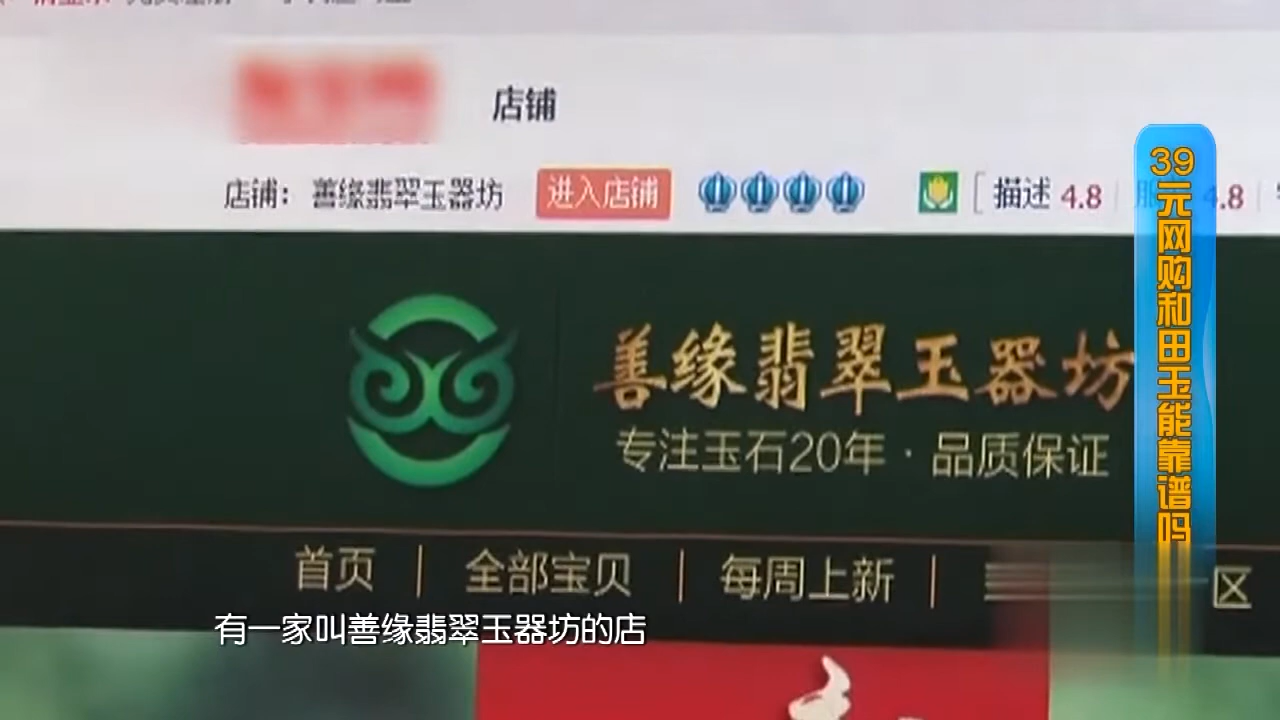 店铺
店铺: 善缘翡翠玉器坊 进入店铺 描述 4.8 服 4.8
善缘翡翠玉器坊
专注玉石20年·品质保证
首页 全部宝贝 每周上新 区
有一家叫善缘翡翠玉器坊的店
39元网购和田玉能靠谱吗